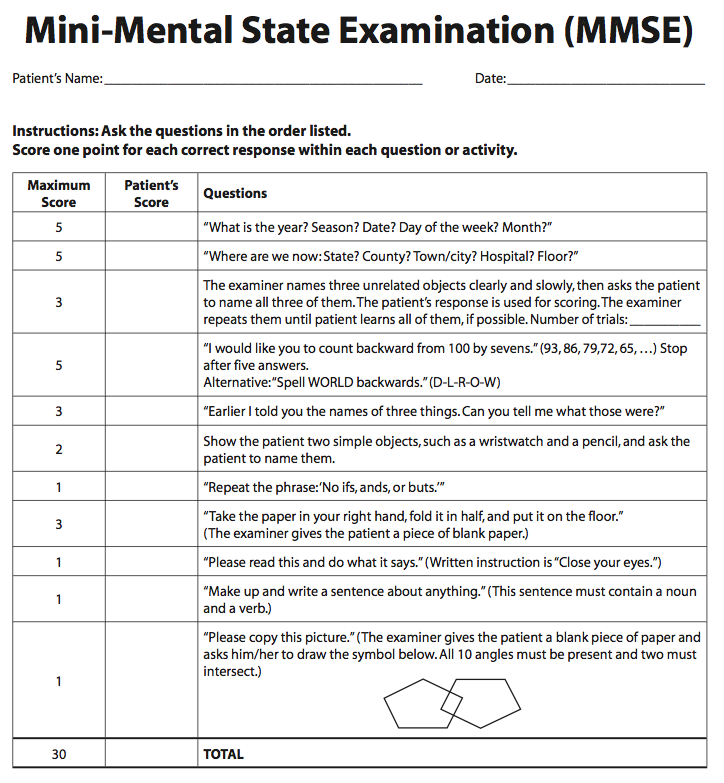 Mini-Mental State Examination (MMSE)
Patient's Name: Date:
Instructions: Ask the questions in the order listed.
Score one point for each correct response within each question or activity.
Maximum Score Patient's Score Questions
5 “What is the year? Season? Date? Day of the week? Month?”
5 “Where are we now: State? County? Town/city? Hospital? Floor?”
3 The examiner names three unrelated objects clearly and slowly, then asks the patient
to name all three of them. The patient's response is used for scoring. The examiner
repeats them until patient learns all of them, if possible. Number of trials: ___________
5 “I would like you to count backward from 100 by sevens.” (93, 86, 79, 72, 65, …) Stop
after five answers.
Alternative: “Spell WORLD backwards.” (D-L-R-O-W)
3 “Earlier I told you the names of three things. Can you tell me what those were?”
2 Show the patient two simple objects, such as a wristwatch and a pencil, and ask the
patient to name them.
1 “Repeat the phrase: ‘No ifs, ands, or buts.’”
3 “Take the paper in your right hand, fold it in half, and put it on the floor.”
(The examiner gives the patient a piece of blank paper.)
1 “Please read this and do what it says.” (Written instruction is “Close your eyes.”)
1 “Make up and write a sentence about anything.” (This sentence must contain a noun
and a verb.)
1 “Please copy this picture.” (The examiner gives the patient a blank piece of paper and
asks him/her to draw the symbol below. All 10 angles must be present and two must
intersect.)
30 TOTAL